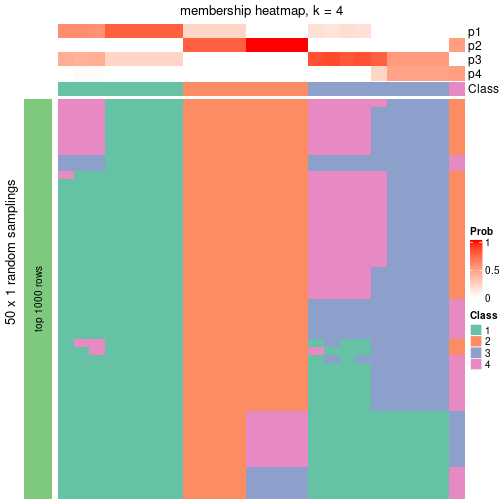 membership heatmap, k = 4
p1
p2
p3
p4
Class
50 x 1 random samplings
top 1000 rows
Prob
1
0.5
0
Class
1
2
3
4